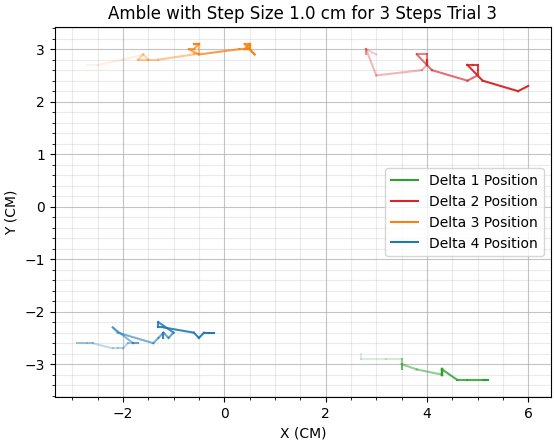 Amble with Step Size 1.0 cm for 3 Steps Trial 3
3
2
1
0
−1
−2
−3
Y (CM)
Delta 1 Position
Delta 2 Position
Delta 3 Position
Delta 4 Position
−2 0 2 4 6
X (CM)